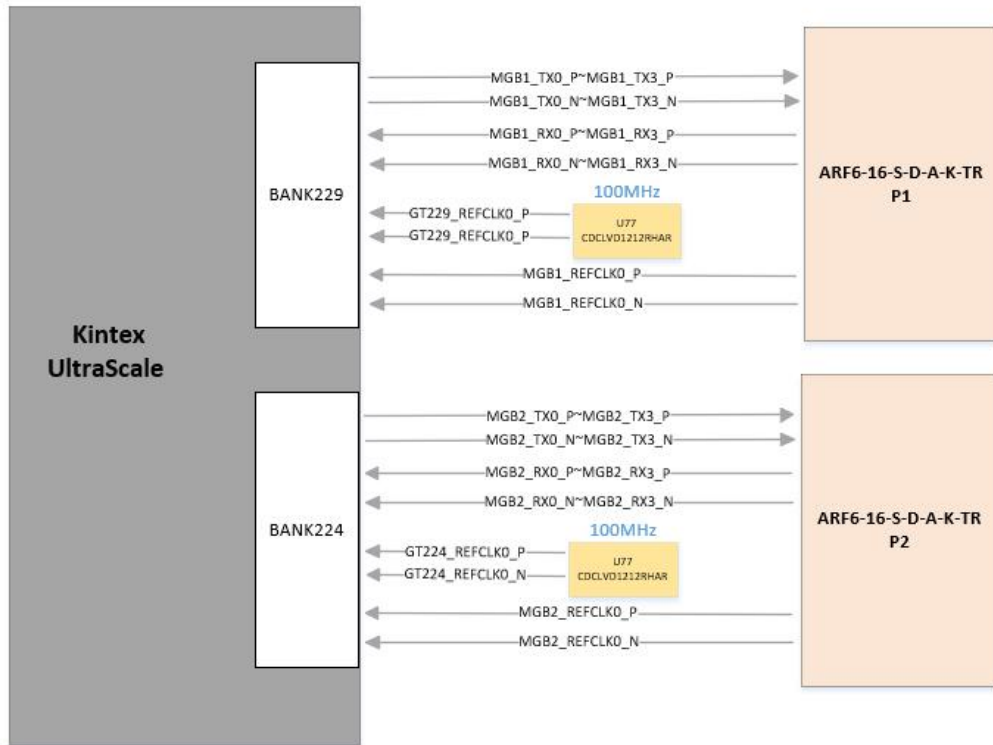 MGB1_TX0_P~MGB1_TX3_P
MGB1_TX0_N~MGB1_TX3_N
MGB1_RX0_P~MGB1_RX3_P
MGB1_RX0_N~MGB1_RX3_N
BANK229
100MHz
GT229_REFCLK0_P
GT229_REFCLK0_P
U77
CDCLVD1212RHAR
MGB1_REFCLK0_P
MGB1_REFCLK0_N
ARF6-16-S-D-A-K-TR
P1
Kintex
UltraScale
MGB2_TX0_P~MGB2_TX3_P
MGB2_TX0_N~MGB2_TX3_N
MGB2_RX0_P~MGB2_RX3_P
MGB2_RX0_N~MGB2_RX3_N
BANK224
100MHz
GT224_REFCLK0_P
GT224_REFCLK0_N
U77
CDCLVD1212RHAR
MGB2_REFCLK0_P
MGB2_REFCLK0_N
ARF6-16-S-D-A-K-TR
P2